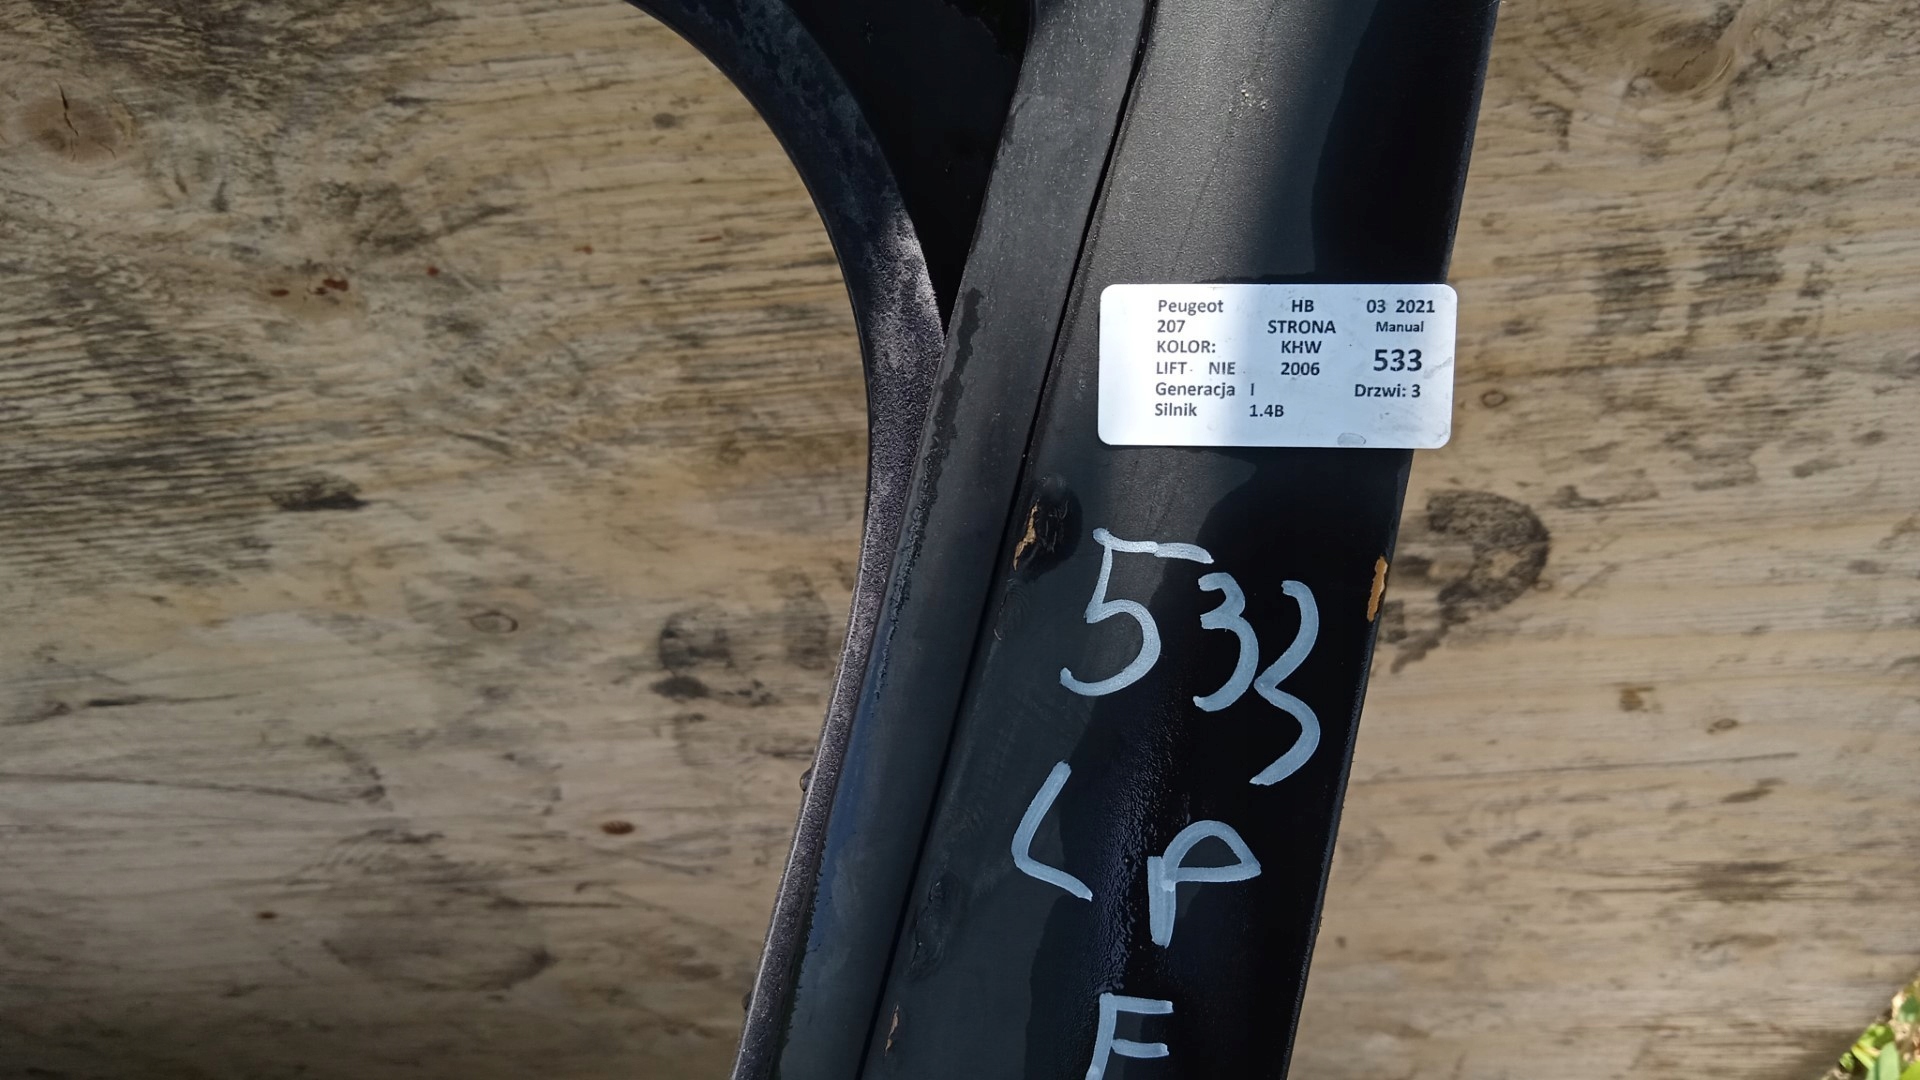 Peugeot HB 03 2021
207 STRONA Manual
KOLOR: KHW 533
LIFT NIE 2006
Generacja I Drzwi: 3
Silnik 1.4B
533
L P
F